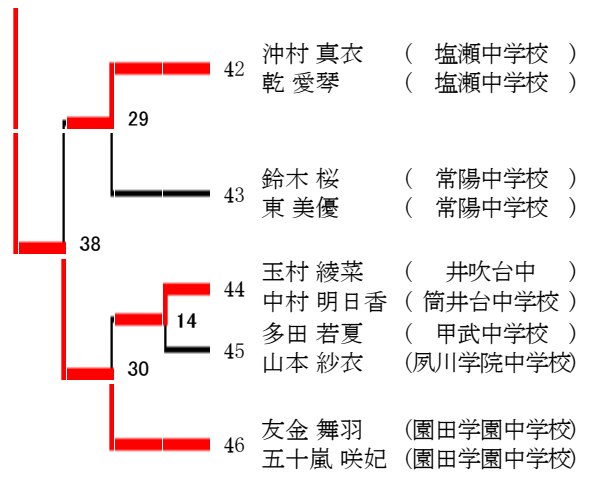 42 沖村 真衣 ( 塩瀬中学校 )
乾 愛琴 ( 塩瀬中学校 )
29
43 鈴木 桜 ( 常陽中学校 )
東 美優 ( 常陽中学校 )
38
44 玉村 綾菜 ( 井吹台中 )
中村 明日香 ( 筒井台中学校 )
14
45 多田 若夏 ( 甲武中学校 )
山本 紗衣 (夙川学院中学校)
30
46 友金 舞羽 (園田学園中学校)
五十嵐 咲妃 (園田学園中学校)